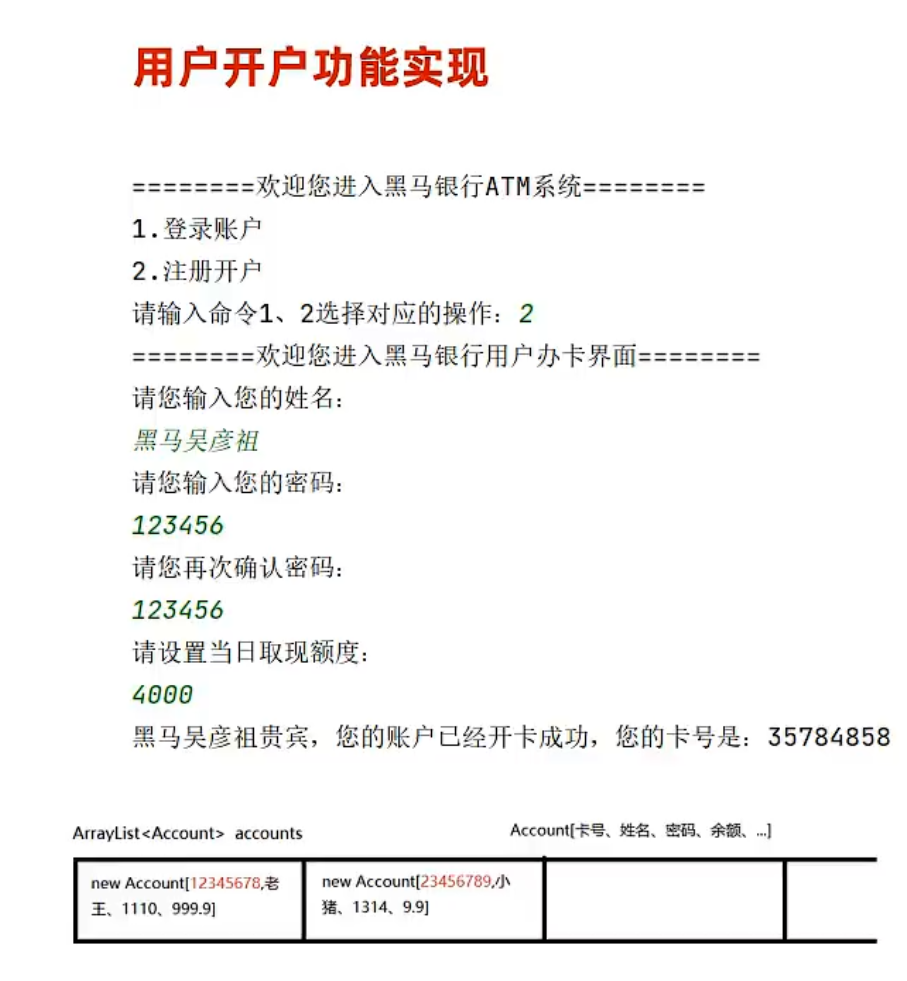 用户开户功能实现
========欢迎您进入黑马银行ATM系统========
1.登录账户
2.注册开户
请输入命令1、2选择对应的操作：2
========欢迎您进入黑马银行用户办卡界面========
请您输入您的姓名：
黑马吴彦祖
请您输入您的密码：
123456
请您再次确认密码：
123456
请设置当日取现额度：
4000
黑马吴彦祖贵宾，您的账户已经开卡成功，您的卡号是：35784858
ArrayList<Account> accounts
Account[卡号、姓名、密码、余额、...]
new Account[12345678,老
王、1110、999.9]
new Account[23456789,小
猪、1314、9.9]